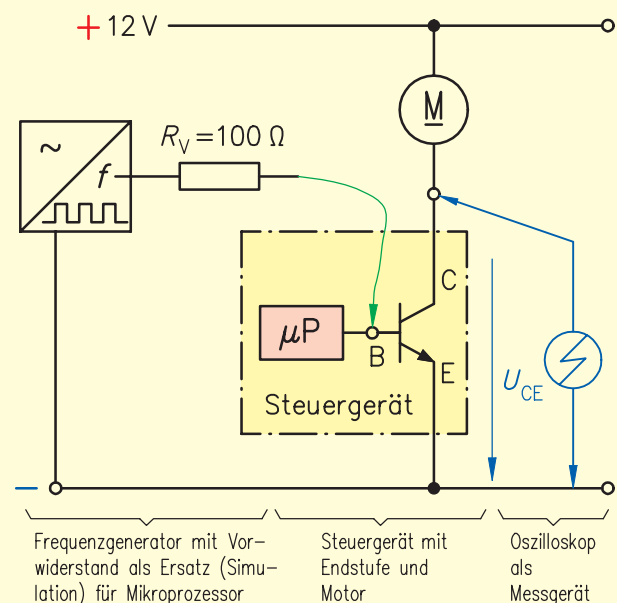 + 12 V
M
R_V = 100 Ω
~
f
C
µP
B
E
U_CE
Steuergerät
–
Frequenzgenerator mit Vor-
widerstand als Ersatz (Simu-
lation) für Mikroprozessor
Steuergerät mit
Endstufe und
Motor
Oszilloskop
als
Messgerät